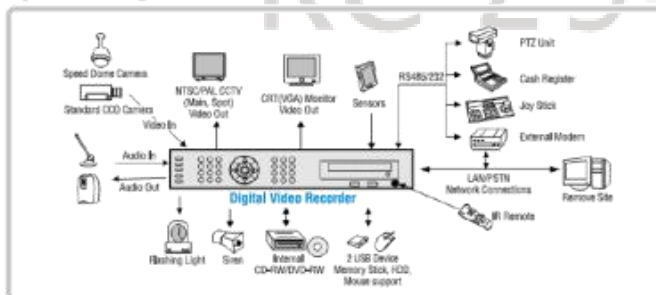 PTZ Unit
Speed Dome Camera
NTSC/PAL CCTV
(Main, Spot)
Video Out
CRT(VGA) Monitor
Video Out
Sensors
RS485/232
Cash Register
Standard CCD Camera
Joy Stick
Video In
External Modem
Audio In
Audio Out
LAN/PSTN
Network Connections
Remove Site
Digital Video Recorder
IR Remote
Flashing Light
Siren
Internal
CD-RW/DVD-RW
2 USB Device
Memory Stick, HDD,
Mouse support